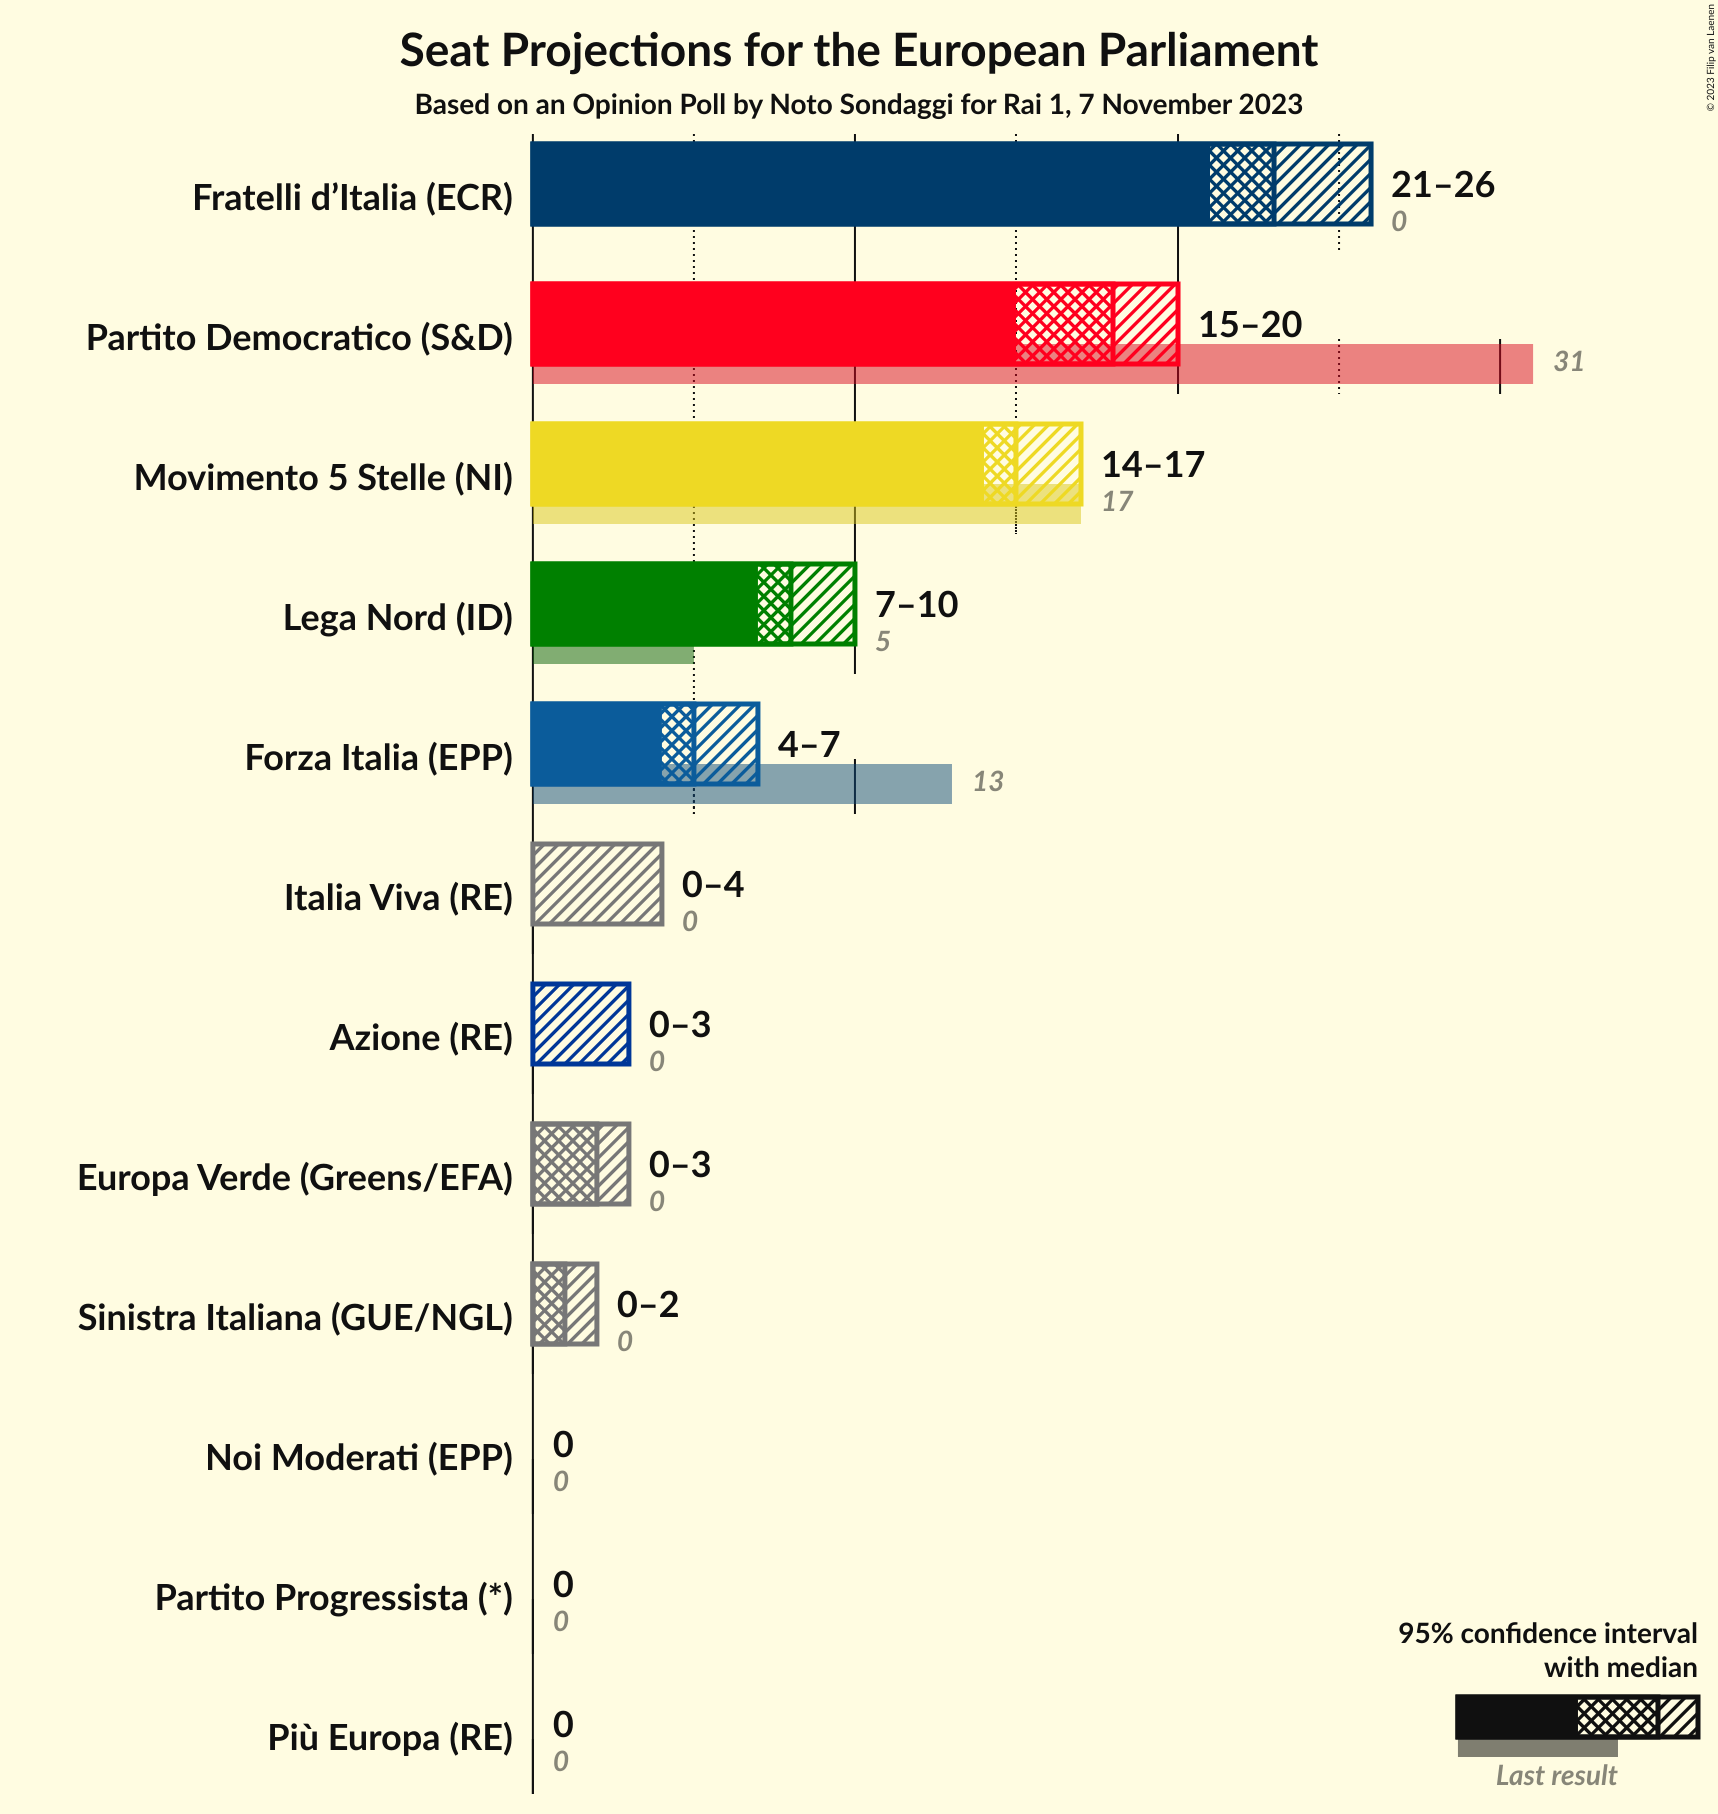 Seat Projections for the European Parliament
Based on an Opinion Poll by Noto Sondaggi for Rai 1, 7 November 2023
© 2023 Filip van Laenen
Fratelli d’Italia (ECR)
21–26
0
Partito Democratico (S&D)
15–20
31
Movimento 5 Stelle (NI)
14–17
17
Lega Nord (ID)
7–10
5
Forza Italia (EPP)
4–7
13
Italia Viva (RE)
0–4
0
Azione (RE)
0–3
0
Europa Verde (Greens/EFA)
0–3
0
Sinistra Italiana (GUE/NGL)
0–2
0
Noi Moderati (EPP)
0
0
Partito Progressista (*)
0
0
Più Europa (RE)
0
0
95% confidence interval
with median
Last result